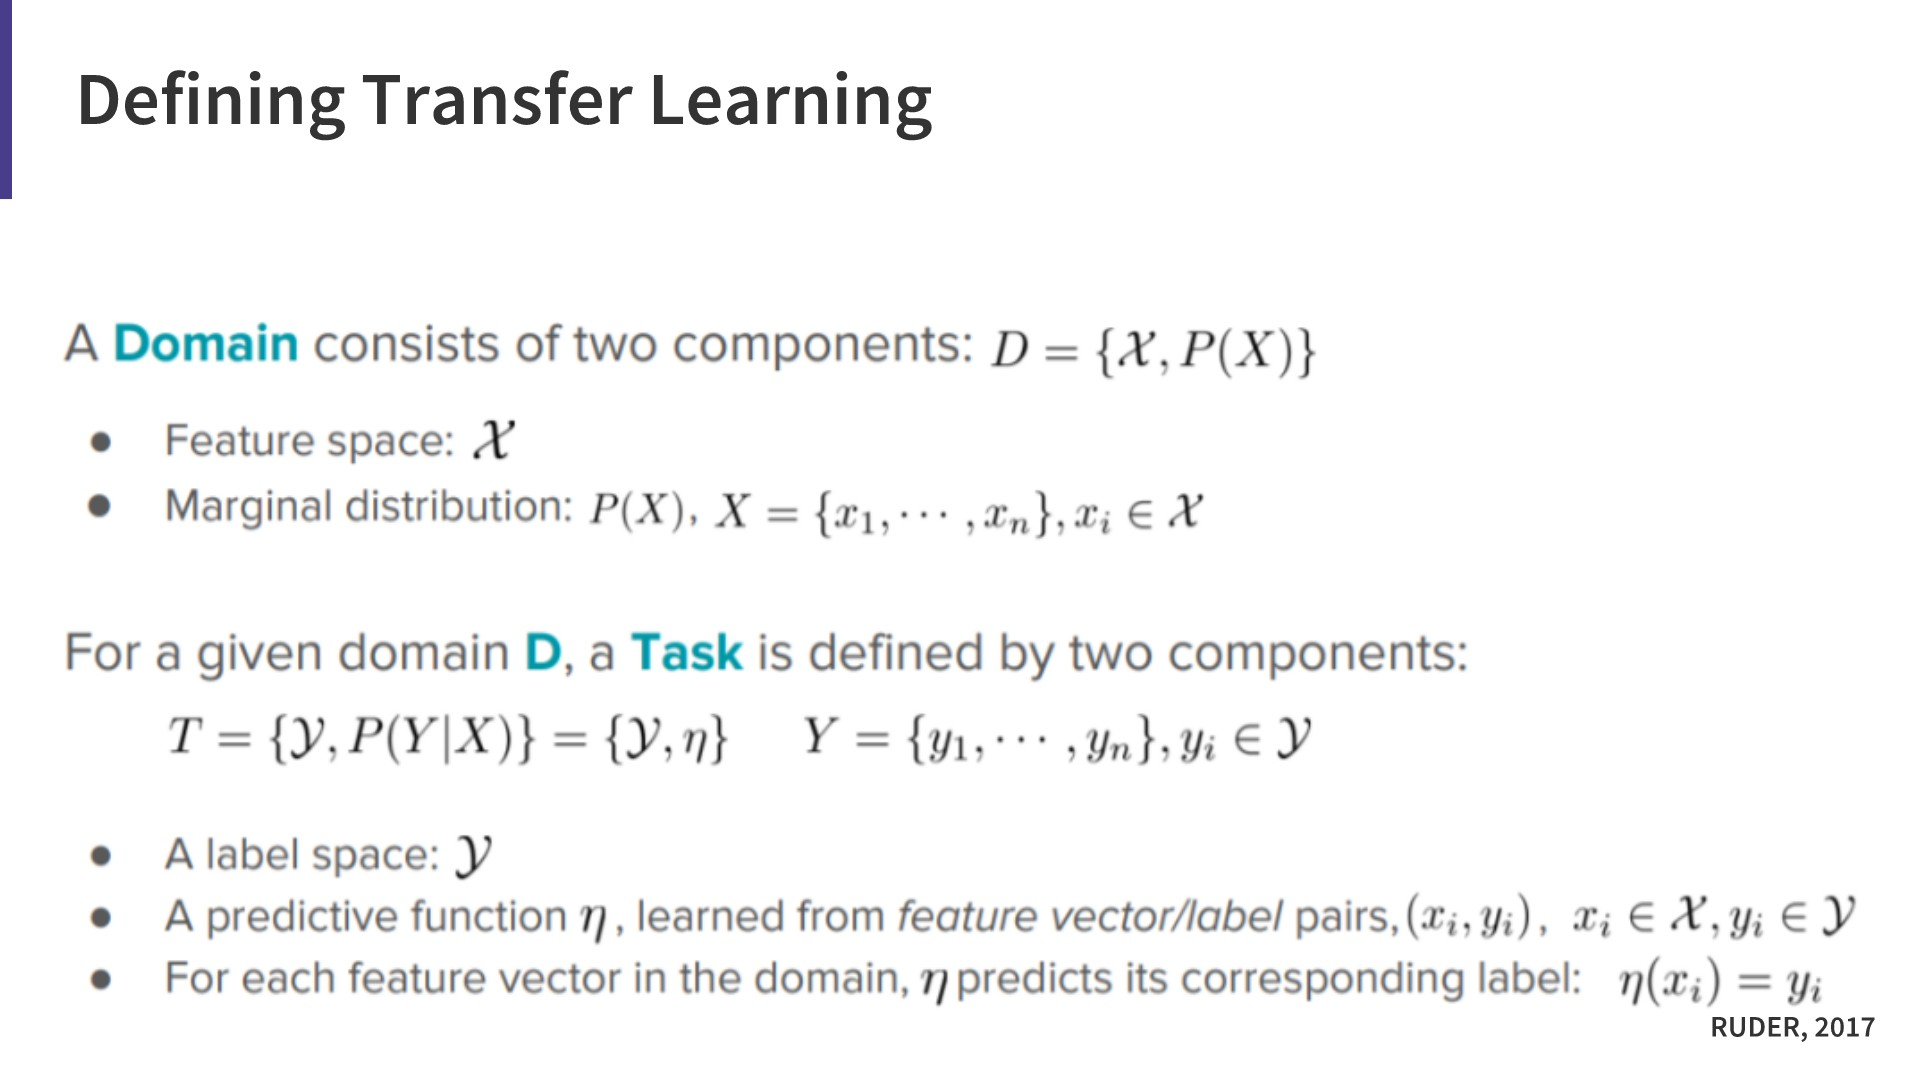 Defining Transfer Learning
A Domain consists of two components: D = {𝒳, P(X)}
● Feature space: 𝒳
● Marginal distribution: P(X), X = {x₁, ⋯ , xₙ}, xᵢ ∈ 𝒳
For a given domain D, a Task is defined by two components:
T = {𝒴, P(Y|X)} = {𝒴, η} Y = {y₁, ⋯ , yₙ}, yᵢ ∈ 𝒴
● A label space: 𝒴
● A predictive function η, learned from feature vector/label pairs, (xᵢ, yᵢ), xᵢ ∈ 𝒳, yᵢ ∈ 𝒴
● For each feature vector in the domain, η predicts its corresponding label: η(xᵢ) = yᵢ
RUDER, 2017